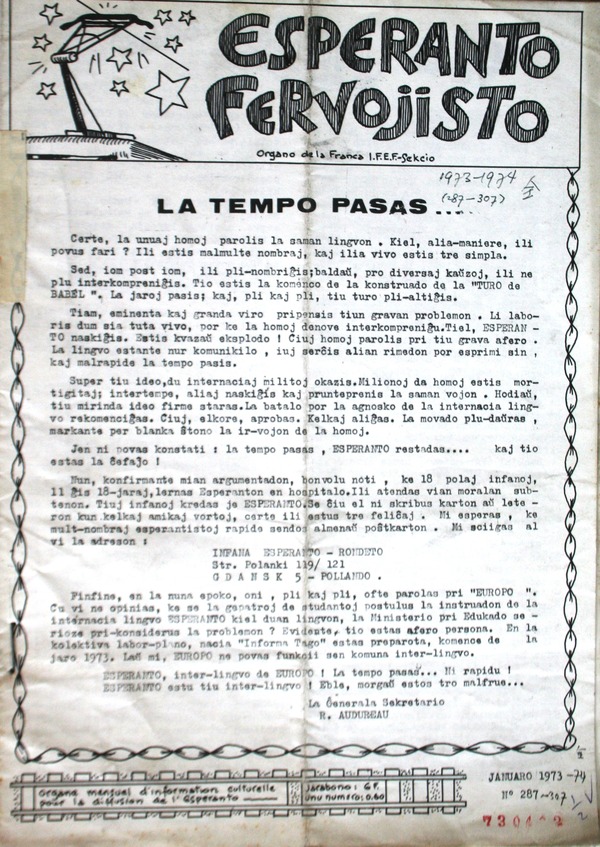 ESPERANTO
FERVOJISTO
Organo de la Franca I.F.E.F.-Sekcio
1973-1974
(287-307)
LA TEMPO PASAS ....
Certe, la unuaj homoj parolis la saman lingvon . Kiel, alia-maniere, ili
povus fari ? Ili estis malmulte nombraj, kaj ilia vivo estis tre simpla.
Sed, iom post iom, ili pli-nombriĝis;baldaŭ, pro diversaj kaŭzoj, ili ne
plu interkompreniĝis. Tio estis la komenco de la konstruado de la "TURO de
BABEL ". La jaroj pasis; kaj, pli kaj pli, tiu turo pli-altiĝis.
Tiam, eminenta kaj granda viro pripensis tiun gravan problemon . Li labo-
ris dum sia tuta vivo, por ke la homoj denove interkompreniĝu.Tiel, ESPERAN -
TO naskiĝis. Estis kvazaŭ eksplodo ! Ciuj homoj parolis pri tiu grava afero .
La lingvo estante nur komunikilo , iuj serĉis alian rimedon por esprimi sin ,
kaj malrapide la tempo pasis.
Super tiu ideo,du internaciaj militoj okazis.Milionoj da homoj estis mor-
tigitaj; intertempe, aliaj naskiĝis kaj prunteprenis la saman vojon . Hodiaŭ,
tiu mirinda ideo firme staras.La batalo por la agnosko de la internacia ling-
vo rekomenciĝas. Ciuj, elkore, aprobas. Kelkaj aliĝas. La movado plu-daŭras ,
markante per blanka ŝtono la ir-vojon de la homoj.
Jen ni povas konstati : la tempo pasas , ESPERANTO restadas.... kaj tio
estas la ĉefaĵo !
Nun, konfirmante mian argumentadon, bonvolu noti , ke 18 polaj infanoj,
11 ĝis 18-jaraj,lernas Esperanton en hospitalo.Ili atendas vian moralan sub-
tenon. Tiuj infanoj kredas je ESPERANTO.Se ĉiu el ni skribus karton aŭ lete -
ron kun kelkaj amikaj vortoj, certe ili estus tre feliĉaj . Mi esperas , ke
mult-nombraj esperantistoj rapide sendos almenaŭ poŝtkarton . Mi sciigas al
vi la adreson :
INFANA ESPERANTO - RONDETO
Str. Polanki 119/ 121
G D A N S K 5 - POLLANDO .
Finfine, en la nuna epoko, oni , pli kaj pli, ofte parolas pri "EUROPO ".
Cu vi ne opinias, ke se la gepatroj de studantoj postulus la instruadon de la
internacia lingvo ESPERANTO kiel duan lingvon, la Ministerio pri Edukado se -
rioze pri-konsiderus la problemon ? Evidente, tio estas afero persona. En la
kolektiva labor-plano, nacia "Informa Tago" estas preparota, komence de la
jaro 1973. Laŭ mi, EUROPO ne povas funkcii sen komuna inter-lingvo.
ESPERANTO, inter-lingvo de EUROPO ! La tempo pasas... Ni rapidu !
ESPERANTO estu tiu inter-lingvo ! Eble, morgaŭ estos tro malfrue...
La Ĝenerala Sekretario
R. AUDUREAU
organe mensuel d'information culturelle
pour la diffusion de l'Esperanto
Jarabono: 6 F.
unu numero: 0.60
JANUARO 1973 -74
N° 287~307